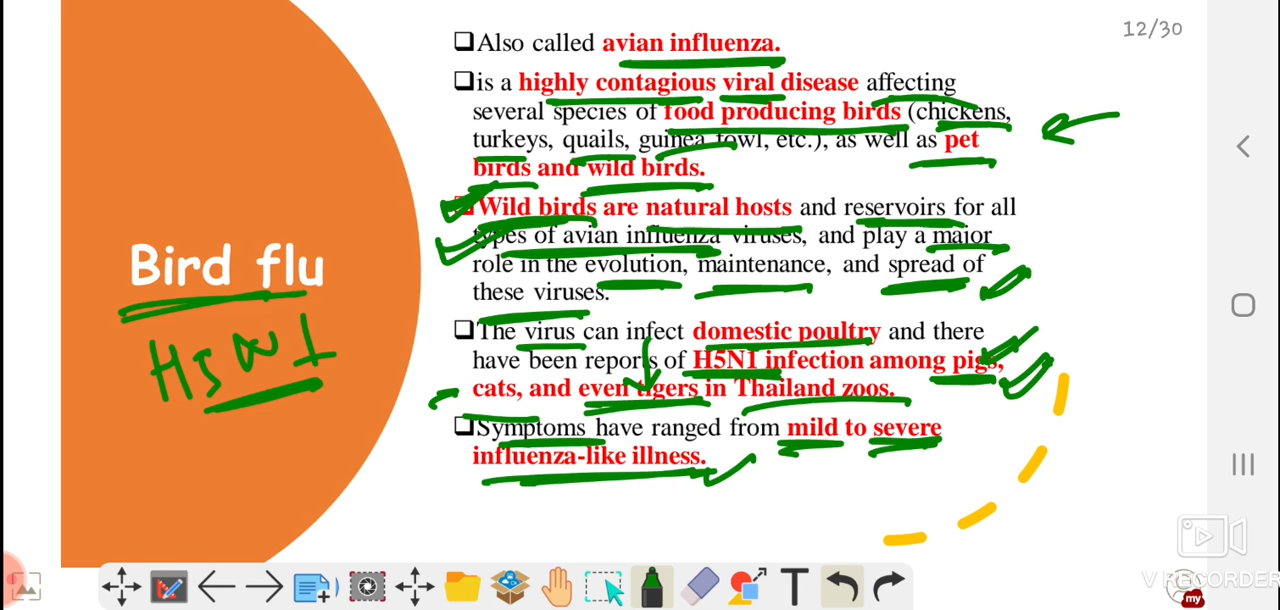 12/30
Also called avian influenza.
is a highly contagious viral disease affecting
several species of food producing birds (chickens,
turkeys, quails, guinea fowl, etc.), as well as pet
birds and wild birds.
Wild birds are natural hosts and reservoirs for all
types of avian influenza viruses, and play a major
role in the evolution, maintenance, and spread of
these viruses.
The virus can infect domestic poultry and there
have been reports of H5N1 infection among pigs,
cats, and even tigers in Thailand zoos.
Symptoms have ranged from mild to severe
influenza-like illness.
Bird flu
H5N1
T
V RECORDER
my